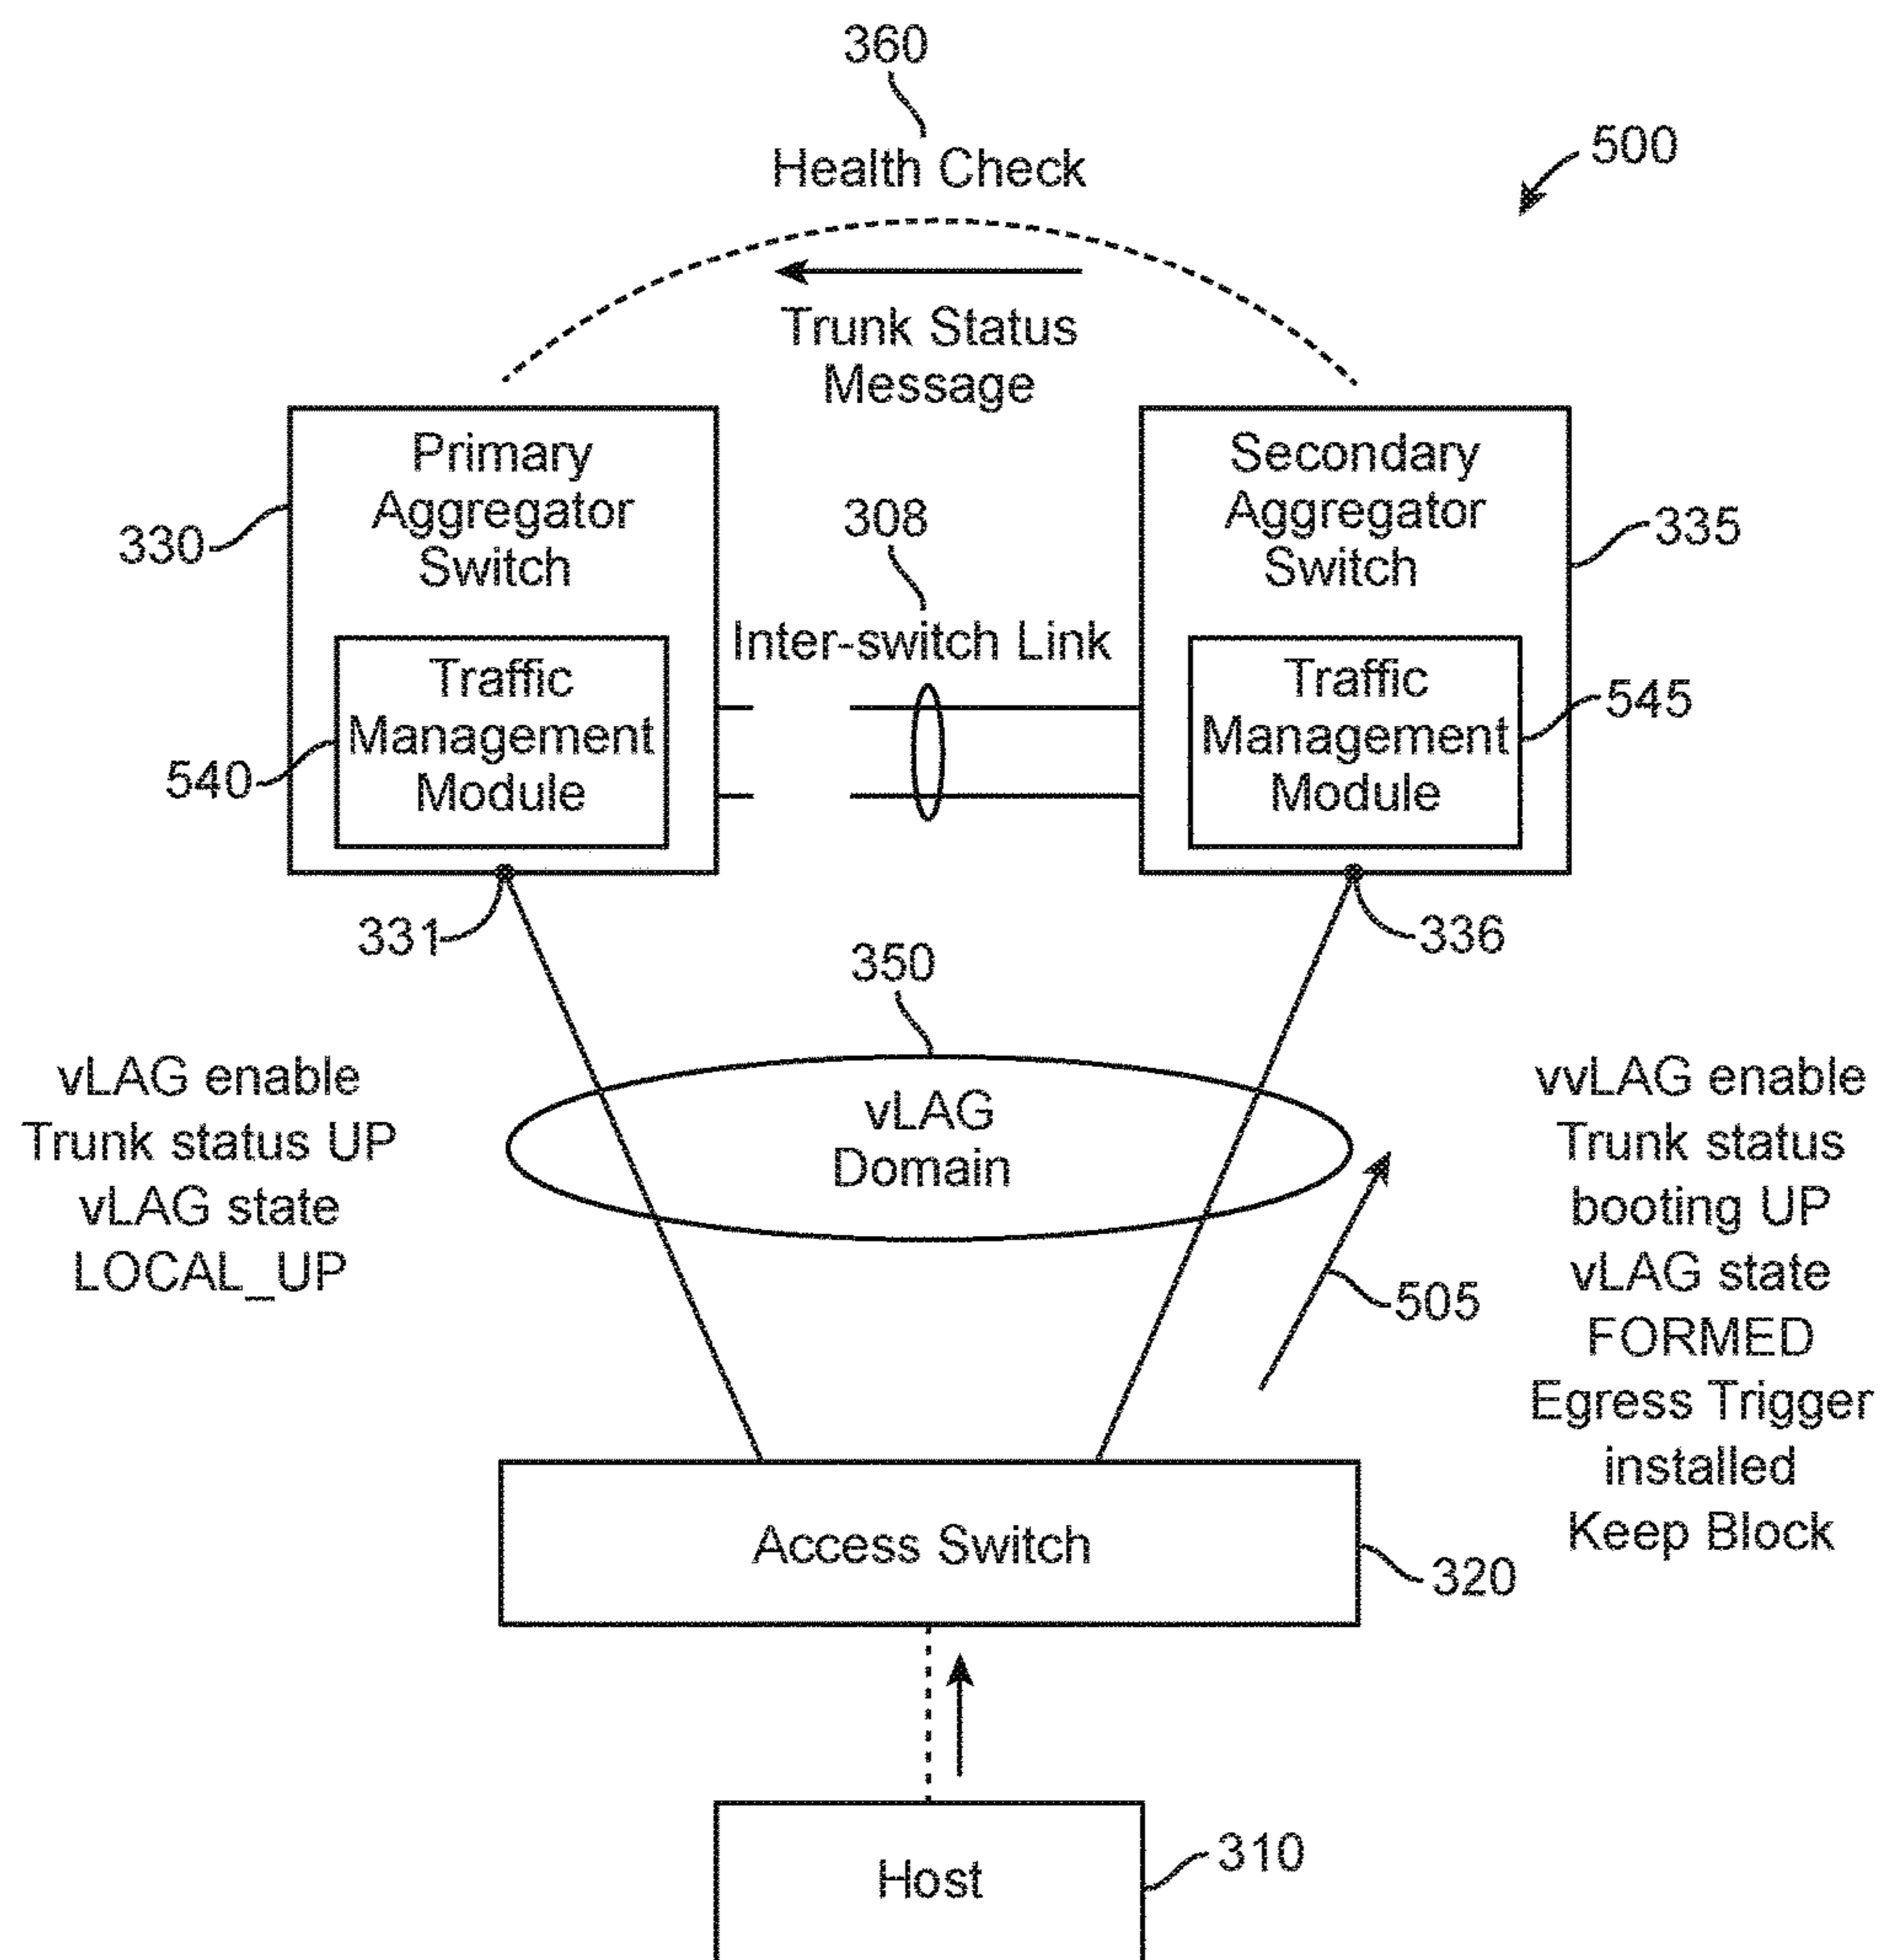 360
Health Check
500
Trunk Status
Message
Primary
Aggregator
Switch
330
308
Secondary
Aggregator
Switch
335
Inter-switch Link
Traffic
Management
Module
540
Traffic
Management
Module
545
331
336
350
vLAG enable
Trunk status UP
vLAG state
LOCAL_UP
vLAG
Domain
vvLAG enable
Trunk status
booting UP
vLAG state
FORMED
Egress Trigger
installed
Keep Block
505
Access Switch
320
Host
310